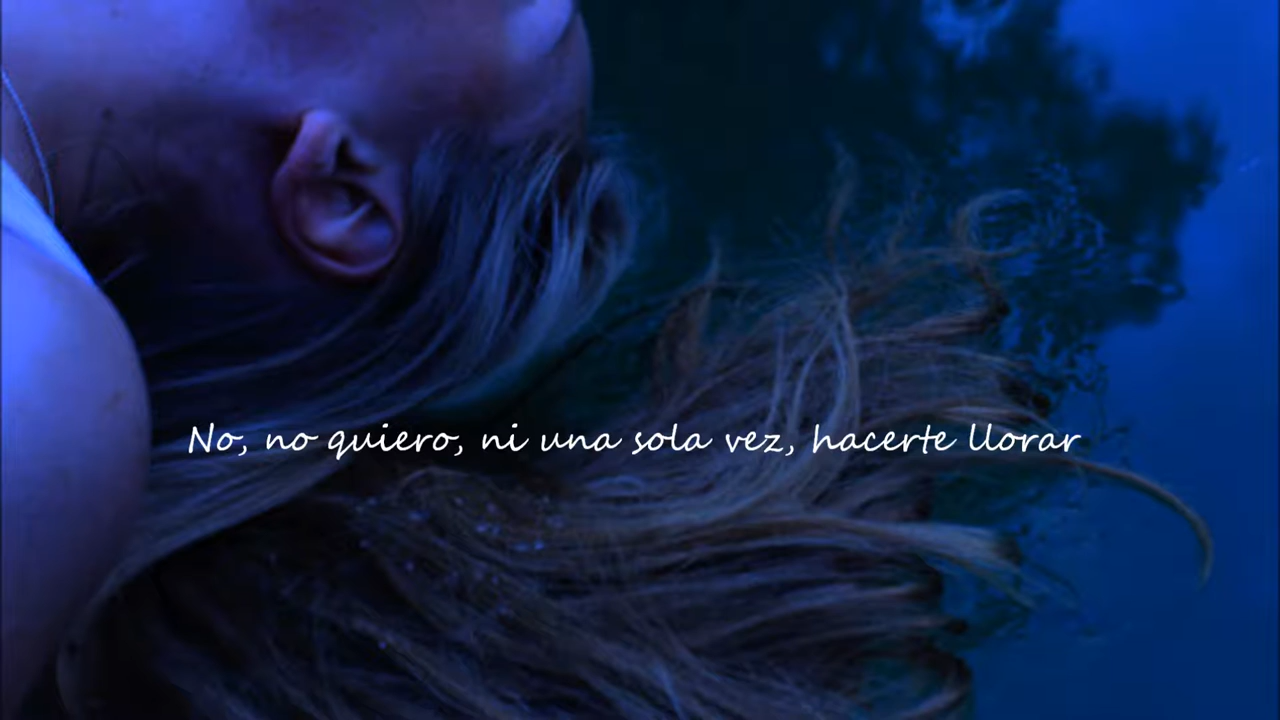 No, no quiero, ni una sola vez, hacerte llorar